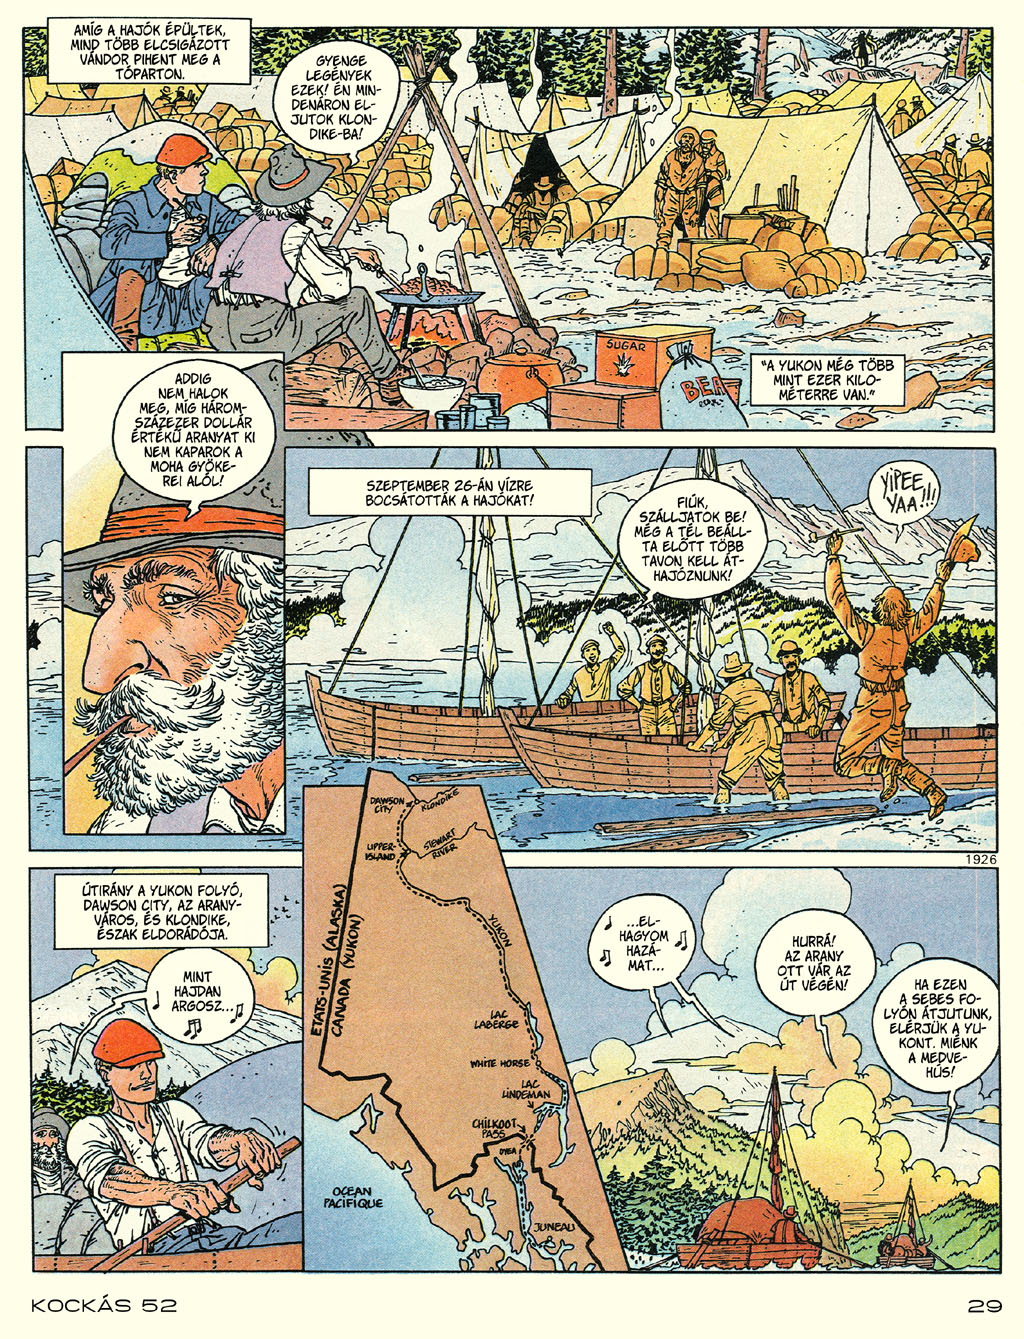 AMÍG A HAJÓK ÉPÜLTEK,
MIND TÖBB ELCSIGÁZOTT
VÁNDOR PIHENT MEG A
TÓPARTON.
GYENGE
LEGÉNYEK
EZEK! ÉN MIN-
DENÁRON EL-
JUTOK KLON-
DIKE-BA!
SUGAR
"A YUKON MÉG TÖBB
MINT EZER KILO-
MÉTERRE VAN."
ADDIG
NEM HALOK
MEG, MÍG HÁROM-
SZÁZEZER DOLLÁR
ÉRTÉKŰ ARANYAT KI
NEM KAPAROK A
MOHA GYÖKE-
REI ALÓL!
SZEPTEMBER 26-ÁN VÍZRE
BOCSÁTOTTÁK A HAJÓKAT!
FIÚK,
SZÁLLJATOK BE!
MÉG A TÉL BEÁLL-
TA ELŐTT TÖBB
TAVON KELL ÁT-
HAJÓZNUNK!
YIPEE
YAA!!!
1926
ÚTIRÁNY A YUKON FOLYÓ,
DAWSON CITY, AZ ARANY-
VÁROS, ÉS KLONDIKE,
ÉSZAK ELDORÁDÓJA.
MINT
HAJDAN
ARGOSZ...
DAWSON
CITY
KLONDIKE
UPPER-
ISLAND
STEWART
RIVER
ETATS-UNIS (ALASKA)
CANADA (YUKON)
YUKON
LAC
LABERGE
WHITE HORSE
LAC
LINDEMAN
CHILKOOT
PASS
DYEA
OCEAN
PACIFIQUE
JUNEAU
...EL-
HAGYOM
HAZÁ-
MAT...
HURRÁ!
AZ ARANY
OTT VÁR AZ
ÚT VÉGÉN!
HA EZEN
A SEBES FO-
LYÓN ÁTJUTUNK,
ELÉRJÜK A YU-
KONT. MIÉNK
A MEDVE-
HÚS!
KOCKÁS 52
29